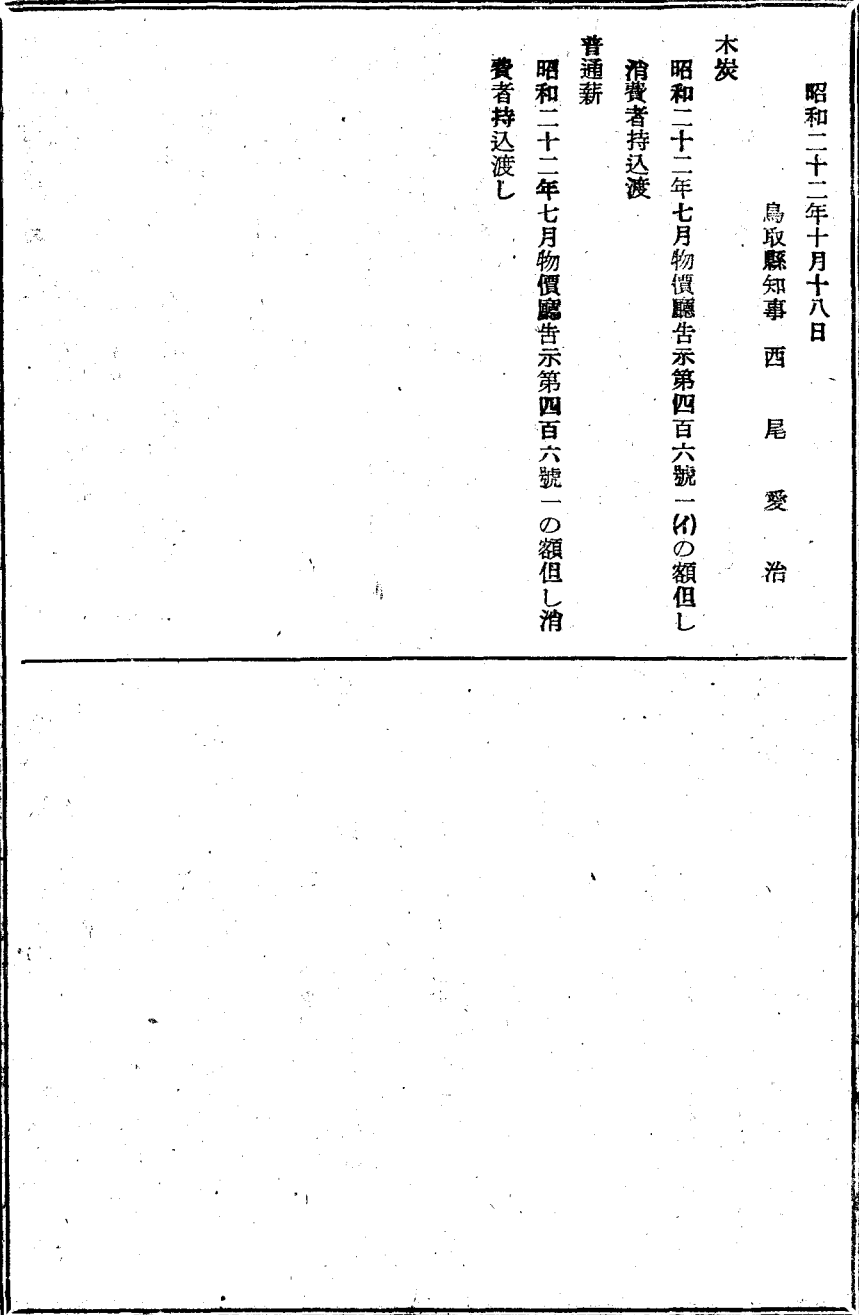 昭和二十二年十月十八日
鳥取縣知事　西　尾　愛　治
木炭
昭和二十二年七月物價廳告示第四百六號一(イ)の額但し
消費者持込渡
普通薪
昭和二十二年七月物價廳告示第四百六號一の額但し消
費者持込渡し